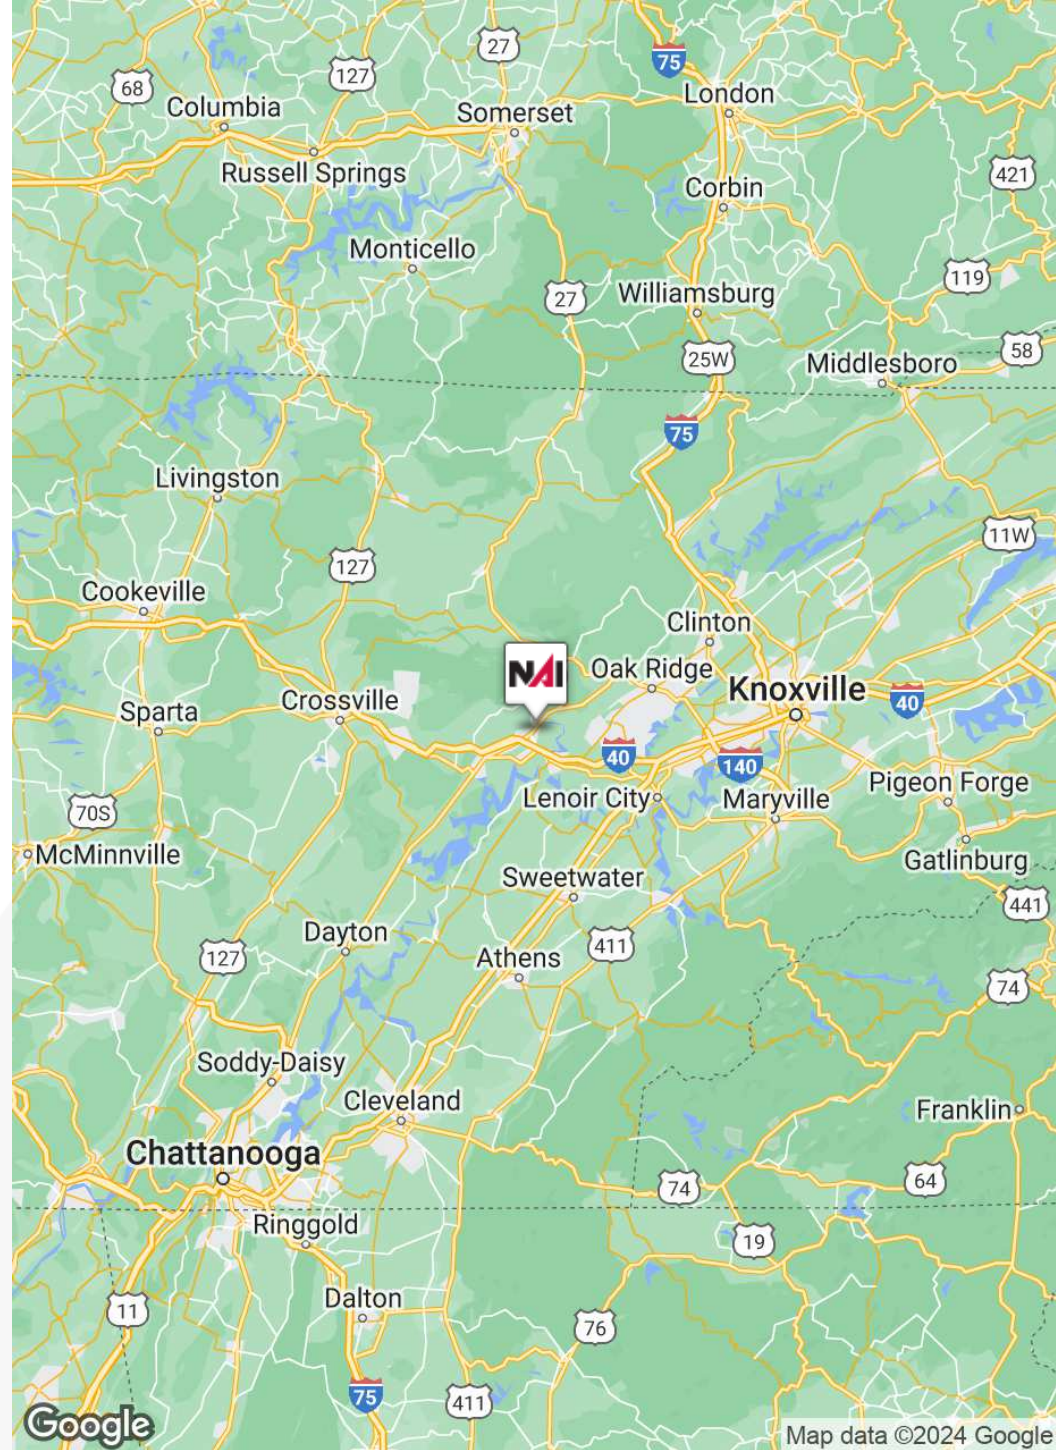 27
75
127
68
Columbia
London
Somerset
Russell Springs
421
Corbin
Monticello
119
27
Williamsburg
25W
58
Middlesboro
75
Livingston
11W
127
Cookeville
Clinton
NAI
Oak Ridge
Knoxville
Crossville
40
Sparta
40
140
Pigeon Forge
Lenoir City
Maryville
70S
McMinnville
Gatlinburg
Sweetwater
441
Dayton
411
127
Athens
74
Soddy-Daisy
Cleveland
Franklin
Chattanooga
64
74
Ringgold
19
11
Dalton
76
75
411
Google
Map data ©2024 Google